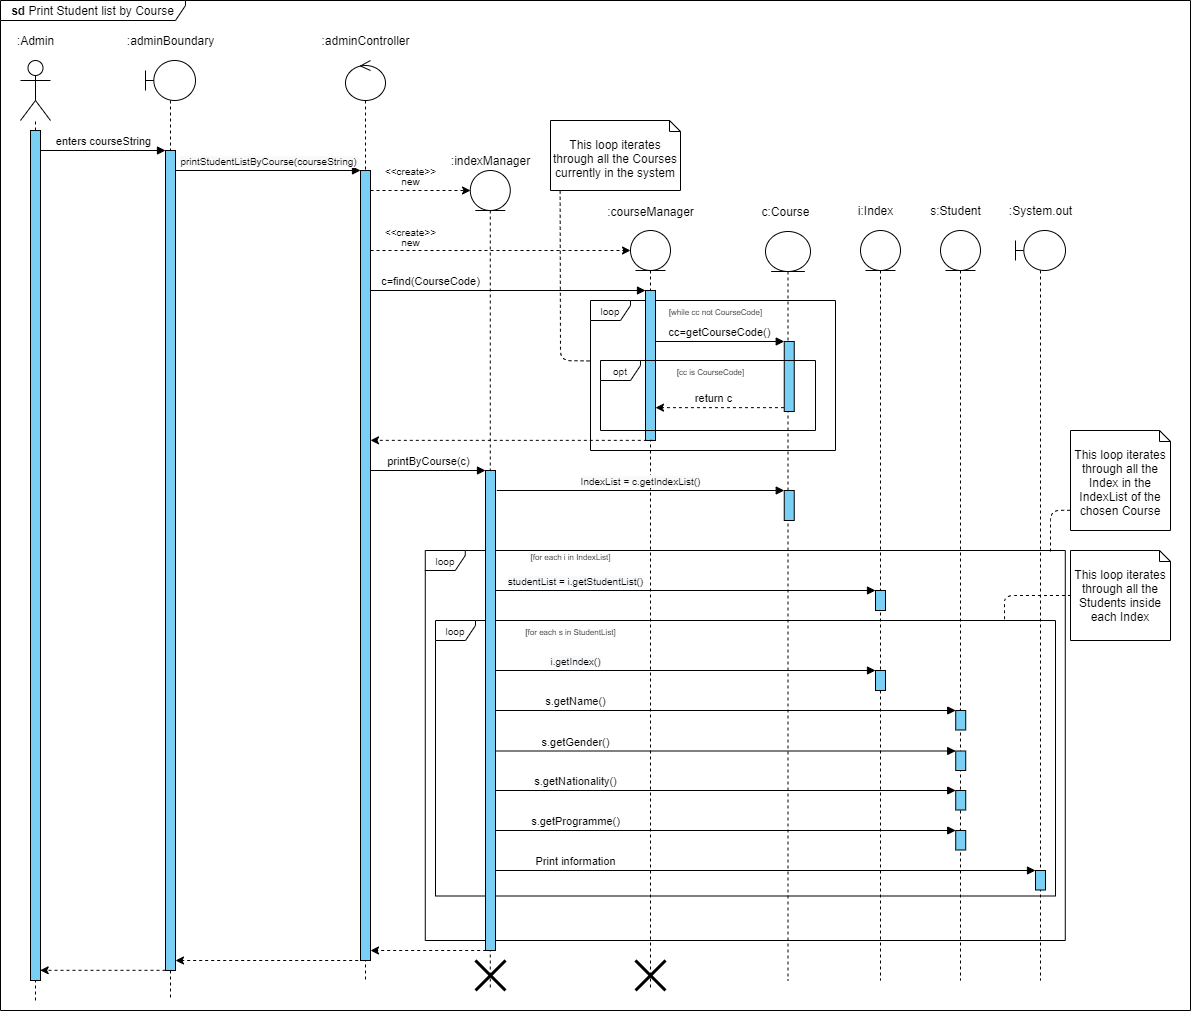 sd Print Student list by Course
:Admin
:adminBoundary
:adminController
enters courseString
printStudentListByCourse(courseString)
<<create>>
new
:indexManager
This loop iterates
through all the Courses
currently in the system
<<create>>
new
:courseManager
c:Course
i:Index
s:Student
:System.out
c=find(CourseCode)
loop
[while cc not CourseCode]
cc=getCourseCode()
opt
[cc is CourseCode]
return c
printByCourse(c)
IndexList = c.getIndexList()
This loop iterates
through all the
Index in the
IndexList of the
chosen Course
loop
[for each i in IndexList]
studentList = i.getStudentList()
This loop iterates
through all the
Students inside
each Index
loop
[for each s in StudentList]
i.getIndex()
s.getName()
s.getGender()
s.getNationality()
s.getProgramme()
Print information